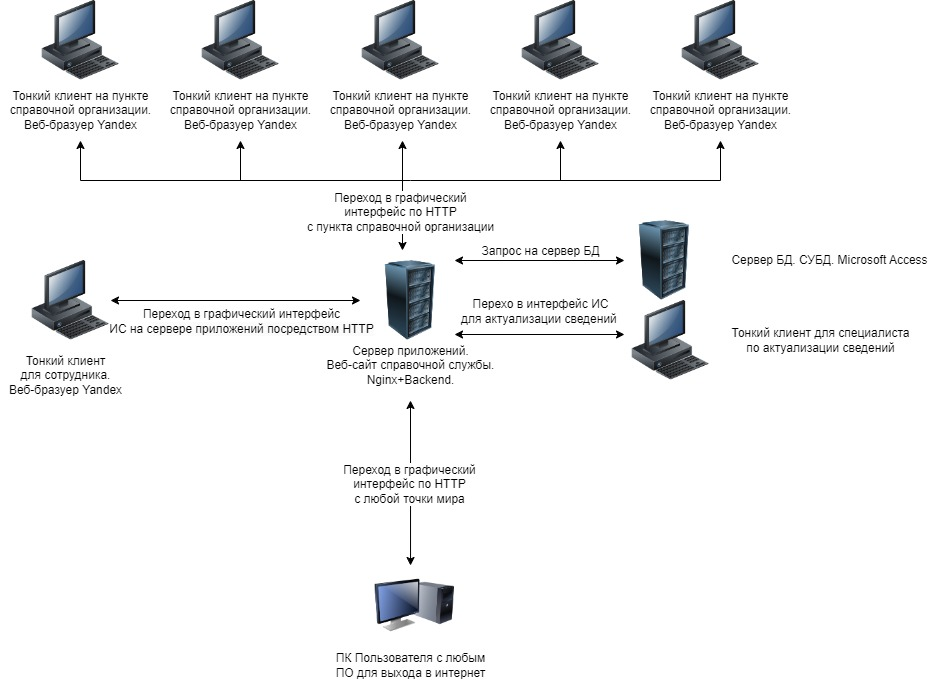 Тонкий клиент на пункте
справочной организации.
Веб-бразуер Yandex
Тонкий клиент на пункте
справочной организации.
Веб-бразуер Yandex
Тонкий клиент на пункте
справочной организации.
Веб-бразуер Yandex
Тонкий клиент на пункте
справочной организации.
Веб-бразуер Yandex
Тонкий клиент на пункте
справочной организации.
Веб-бразуер Yandex
Переход в графический
интерфейс по HTTP
с пункта справочной организации
Запрос на сервер БД
Сервер БД. СУБД. Microsoft Access
Переход в графический интерфейс
ИС на сервере приложений посредством HTTP
Перехо в интерфейс ИС
для актуализации сведений
Тонкий клиент для специалиста
по актуализации сведений
Тонкий клиент
для сотрудника.
Веб-бразуер Yandex
Сервер приложений.
Веб-сайт справочной службы.
Nginx+Backend.
Переход в графический
интерфейс по HTTP
с любой точки мира
ПК Пользователя с любым
ПО для выхода в интернет